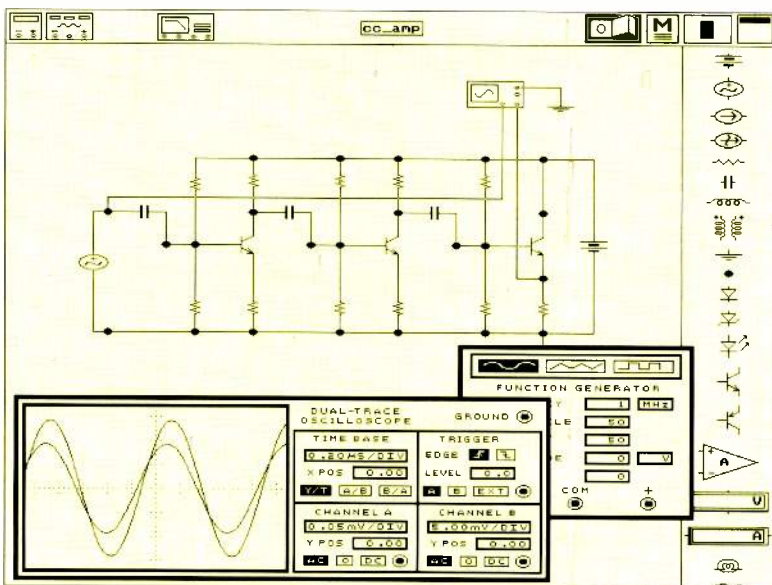 cc_amp
M
FUNCTION GENERATOR
1 MHz
50
50
0 V
0
COM +
DUAL-TRACE
OSCILLOSCOPE
GROUND
TIME BASE
0.20µS/DIV
X POS 0.00
Y/T A/B B/A
TRIGGER
EDGE
LEVEL 0.0
A B EXT
CHANNEL A
0.05mV/DIV
Y POS 0.00
AC 0 DC
CHANNEL B
5.00mV/DIV
Y POS 0.00
AC 0 DC
A
V
A